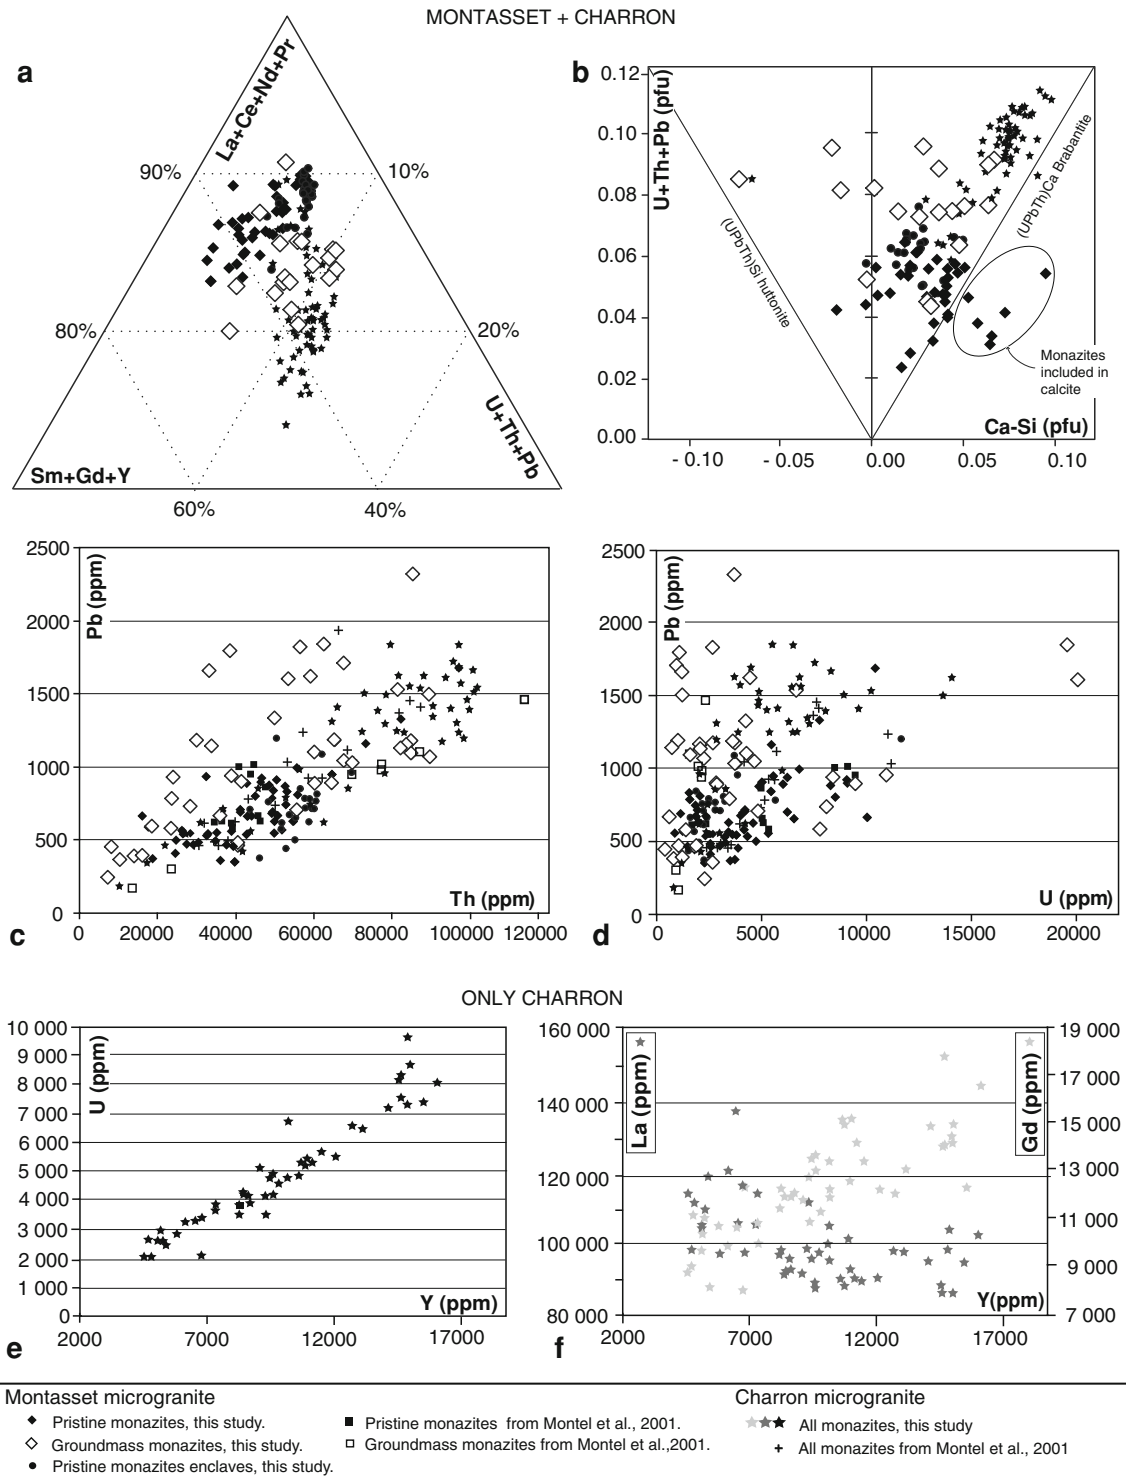 MONTASSET + CHARRON
a
La+Ce+Nd+Pr
90%
10%
80%
20%
U+Th+Pb
Sm+Gd+Y
60%
40%
b
0.12
0.10
0.08
0.06
0.04
0.02
0.00
U+Th+Pb (pfu)
(UPbTh)Si huttonite
(UPbTh)Ca Brabantite
Monazites
included in
calcite
Ca-Si (pfu)
- 0.10
- 0.05
0.00
0.05
0.10
2500
2000
1500
1000
500
0
Pb (ppm)
Th (ppm)
c
0
20000
40000
60000
80000
100000
120000
2500
2000
1500
1000
500
0
Pb (ppm)
U (ppm)
d
0
5000
10000
15000
20000
ONLY CHARRON
10 000
9 000
8 000
7 000
6 000
5 000
4 000
3 000
2 000
1 000
0
U (ppm)
Y (ppm)
2000
7000
12000
17000
e
160 000
140 000
120 000
100 000
80 000
La (ppm)
Gd (ppm)
19 000
17 000
15 000
13 000
11 000
9 000
7 000
Y(ppm)
2000
7000
12000
17000
f
Montasset microgranite
Pristine monazites, this study.
Groundmass monazites, this study.
Pristine monazites enclaves, this study.
Pristine monazites from Montel et al., 2001.
Groundmass monazites from Montel et al.,2001.
Charron microgranite
All monazites, this study
All monazites from Montel et al., 2001